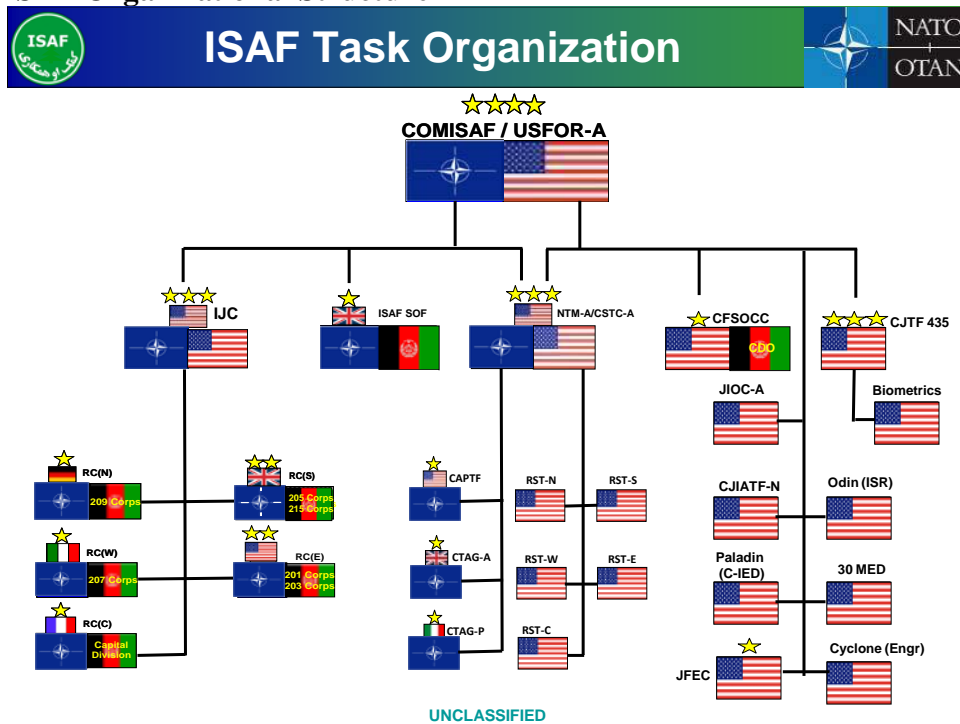 ISAF
کمک او همکاری
ISAF Task Organization
NATO
OTAN
COMISAF / USFOR-A
IJC
ISAF SOF
NTM-A/CSTC-A
CFSOCC
CDO
CJTF 435
JIOC-A
Biometrics
RC(N)
209 Corps
RC(S)
205 Corps
215 Corps
CAPTF
RST-N
RST-S
CJIATF-N
Odin (ISR)
RC(W)
207 Corps
RC(E)
201 Corps
203 Corps
CTAG-A
RST-W
RST-E
Paladin
(C-IED)
30 MED
RC(C)
Capital
Division
CTAG-P
RST-C
JFEC
Cyclone (Engr)
UNCLASSIFIED